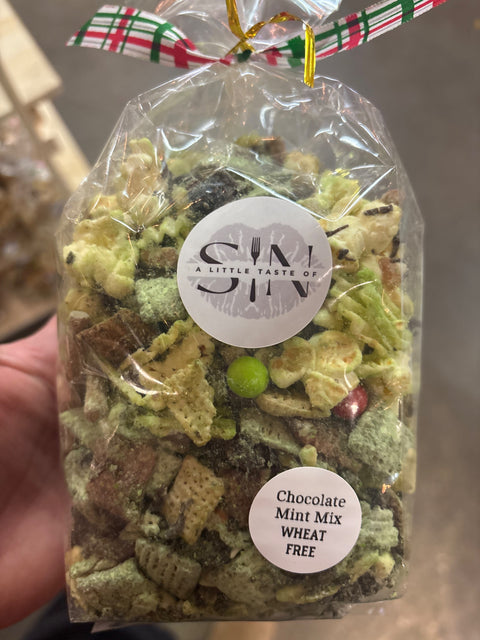 SIN
A LITTLE TASTE OF
Chocolate
Mint Mix
WHEAT
FREE